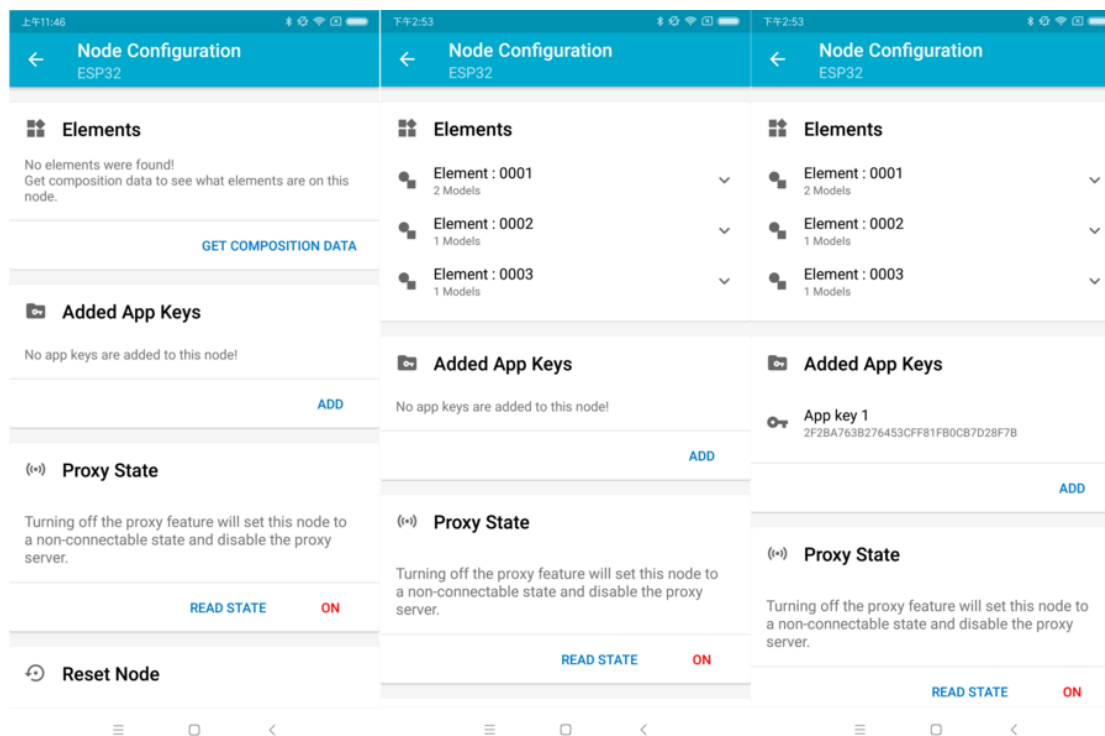 上午11:46
Node Configuration
ESP32
Elements
No elements were found!
Get composition data to see what elements are on this
node.
GET COMPOSITION DATA
Added App Keys
No app keys are added to this node!
ADD
Proxy State
Turning off the proxy feature will set this node to
a non-connectable state and disable the proxy
server.
READ STATE
ON
Reset Node
下午2:53
Node Configuration
ESP32
Elements
Element : 0001
2 Models
Element : 0002
1 Models
Element : 0003
1 Models
Added App Keys
No app keys are added to this node!
ADD
Proxy State
Turning off the proxy feature will set this node to
a non-connectable state and disable the proxy
server.
READ STATE
ON
下午2:53
Node Configuration
ESP32
Elements
Element : 0001
2 Models
Element : 0002
1 Models
Element : 0003
1 Models
Added App Keys
App key 1
2F2BA763B276453CFF81FB0CB7D28F7B
ADD
Proxy State
Turning off the proxy feature will set this node to
a non-connectable state and disable the proxy
server.
READ STATE
ON